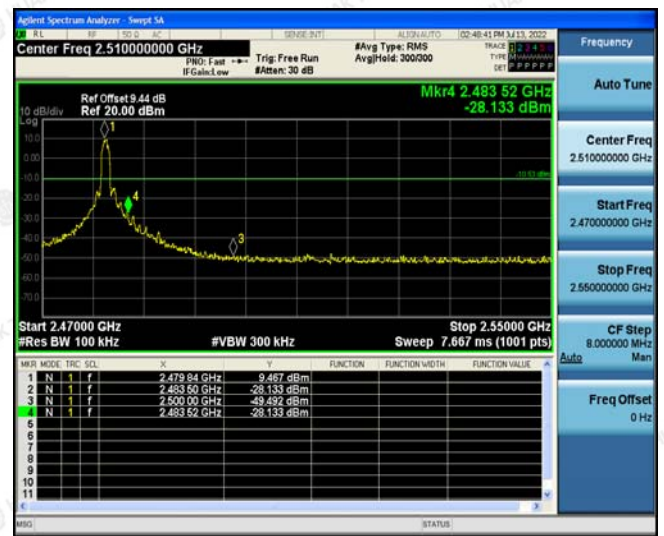 Agilent Spectrum Analyzer - Swept SA
RL RF 50 Ω AC SENSE:INT ALIGNAUTO 02:48:41 PM Jul 13, 2022
Center Freq 2.510000000 GHz #Avg Type: RMS TRACE 1 2 3 4 5 6
PNO: Fast Trig: Free Run Avg|Hold: 300/300 TYPE MWWWWW
IFGain:Low #Atten: 30 dB DET P P P P P P
Mkr4 2.483 52 GHz
-28.133 dBm
Ref Offset 9.44 dB
10 dB/div Ref 20.00 dBm
Log
10.0
0.00
-10.0
-20.0
-30.0
-40.0
-50.0
-60.0
-70.0
1
4
3
-10.53 dBm
Start 2.47000 GHz Stop 2.55000 GHz
#Res BW 100 kHz #VBW 300 kHz Sweep 7.667 ms (1001 pts)
MKR MODE TRC SCL X Y FUNCTION FUNCTION WIDTH FUNCTION VALUE
1 N 1 f 2.479 84 GHz 9.467 dBm
2 N 1 f 2.483 50 GHz -28.133 dBm
3 N 1 f 2.500 00 GHz -49.492 dBm
4 N 1 f 2.483 52 GHz -28.133 dBm
5
6
7
8
9
10
11
MSG STATUS
Frequency
Auto Tune
Center Freq
2.510000000 GHz
Start Freq
2.470000000 GHz
Stop Freq
2.550000000 GHz
CF Step
8.000000 MHz
Auto Man
Freq Offset
0 Hz